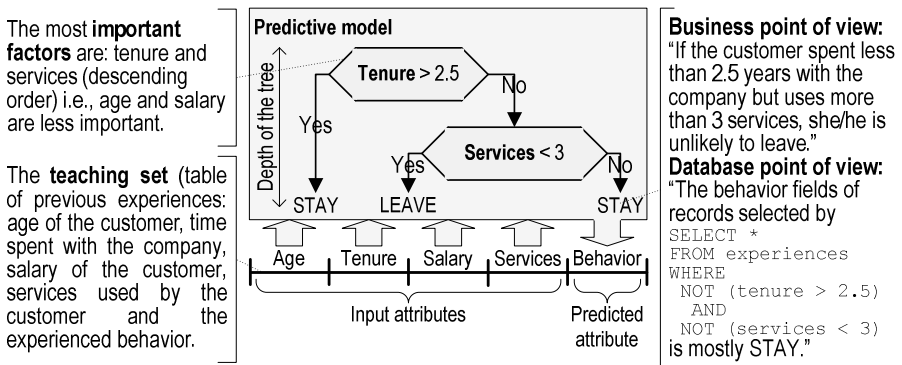 The most important
factors are: tenure and
services (descending
order) i.e., age and salary
are less important.
The teaching set (table
of previous experiences:
age of the customer, time
spent with the company,
salary of the customer,
services used by the
customer and the
experienced behavior.
Predictive model
Depth of the tree
Tenure > 2.5
Yes
No
Services < 3
Yes
No
STAY
LEAVE
STAY
Age
Tenure
Salary
Services
Behavior
Input attributes
Predicted
attribute
Business point of view:
“If the customer spent less
than 2.5 years with the
company but uses more
than 3 services, she/he is
unlikely to leave.”
Database point of view:
“The behavior fields of
records selected by
SELECT *
FROM experiences
WHERE
NOT (tenure > 2.5)
AND
NOT (services < 3)
is mostly STAY.”